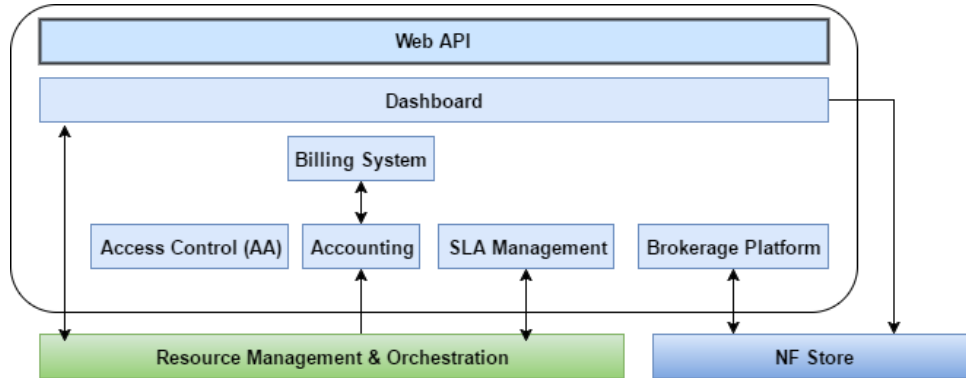 Web API
Dashboard
Billing System
Access Control (AA)
Accounting
SLA Management
Brokerage Platform
Resource Management & Orchestration
NF Store